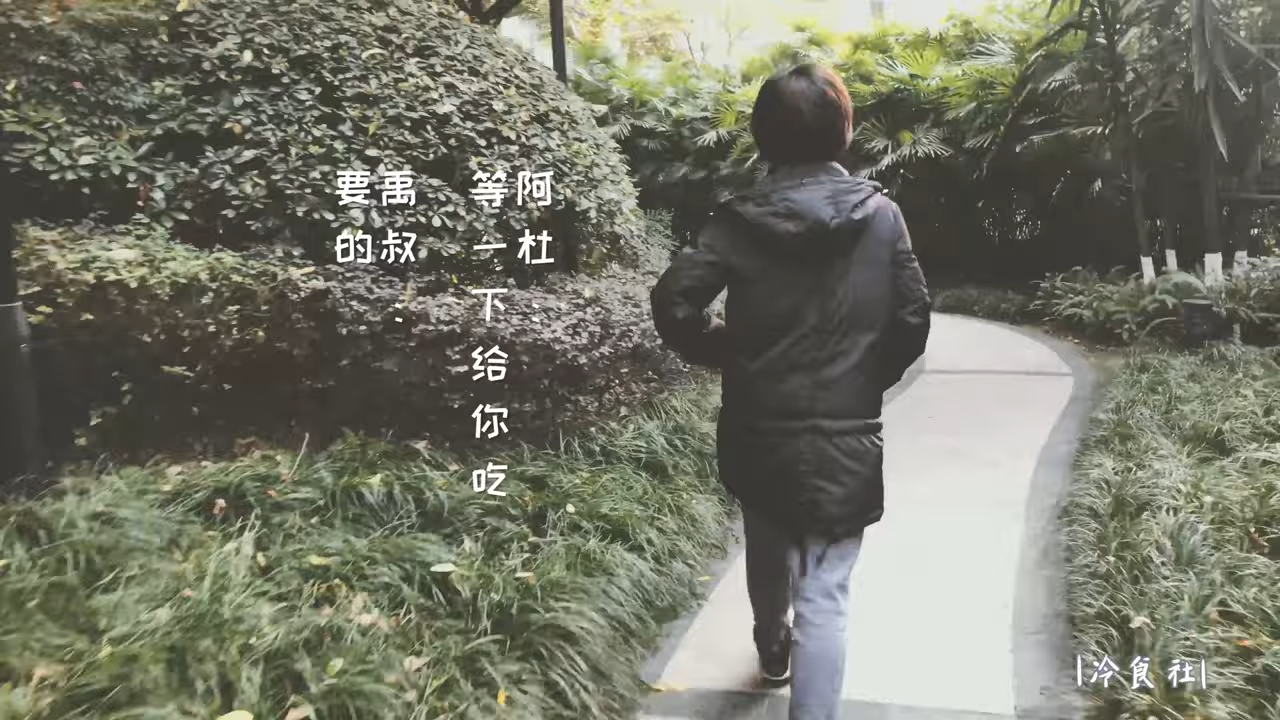 阿杜：
等一下给你吃
禹叔：
要的
|冷食社|